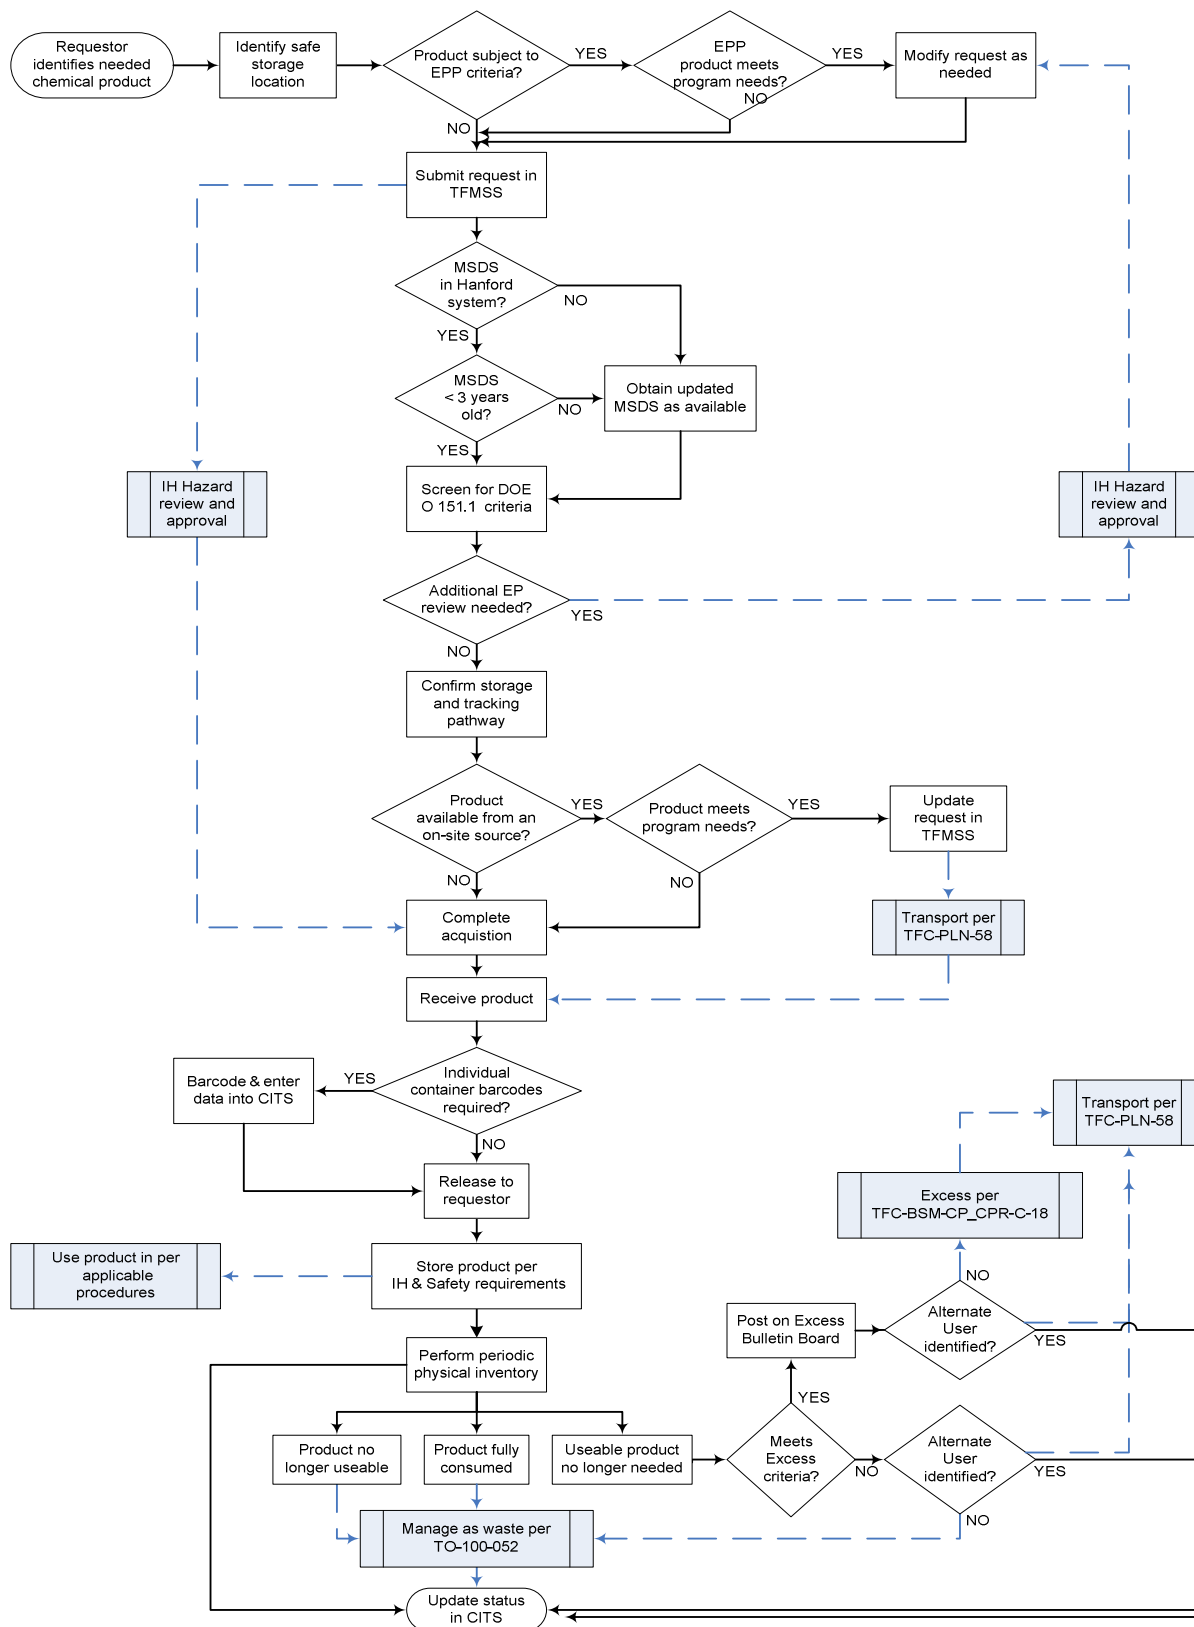 Requestor
identifies needed
chemical product
Identify safe
storage
location
Product subject to
EPP criteria?
YES
EPP
product meets
program needs?
YES
Modify request as
needed
NO
NO
Submit request in
TFMSS
MSDS
in Hanford
system?
NO
YES
MSDS
< 3 years
old?
NO
Obtain updated
MSDS as available
YES
IH Hazard
review and
approval
Screen for DOE
O 151.1 criteria
IH Hazard
review and
approval
Additional EP
review needed?
YES
NO
Confirm storage
and tracking
pathway
Product
available from an
on-site source?
YES
Product meets
program needs?
YES
Update
request in
TFMSS
NO
NO
Complete
acquistion
Transport per
TFC-PLN-58
Receive product
Barcode & enter
data into CITS
YES
Individual
container barcodes
required?
NO
Transport per
TFC-PLN-58
Release to
requestor
Excess per
TFC-BSM-CP_CPR-C-18
Use product in per
applicable
procedures
Store product per
IH & Safety requirements
NO
Post on Excess
Bulletin Board
Alternate
User
identified?
YES
Perform periodic
physical inventory
YES
Product no
longer useable
Product fully
consumed
Useable product
no longer needed
Meets
Excess
criteria?
NO
Alternate
User
identified?
YES
NO
Manage as waste per
TO-100-052
Update status
in CITS